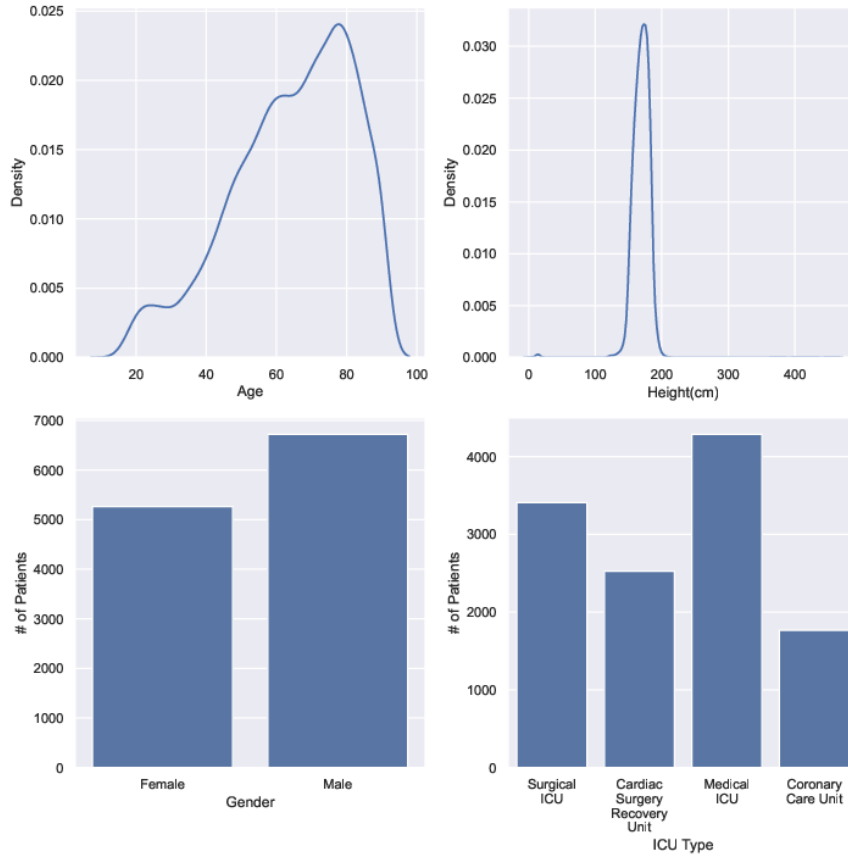 0.025
0.020
0.015
0.010
0.005
0.000
Density
20
40
60
80
100
Age
0.030
0.025
0.020
0.015
0.010
0.005
0.000
Density
0
100
200
300
400
Height(cm)
7000
6000
5000
4000
3000
2000
1000
0
# of Patients
Female
Male
Gender
4000
3000
2000
1000
0
# of Patients
Surgical
ICU
Cardiac
Surgery
Recovery
Unit
Medical
ICU
Coronary
Care Unit
ICU Type